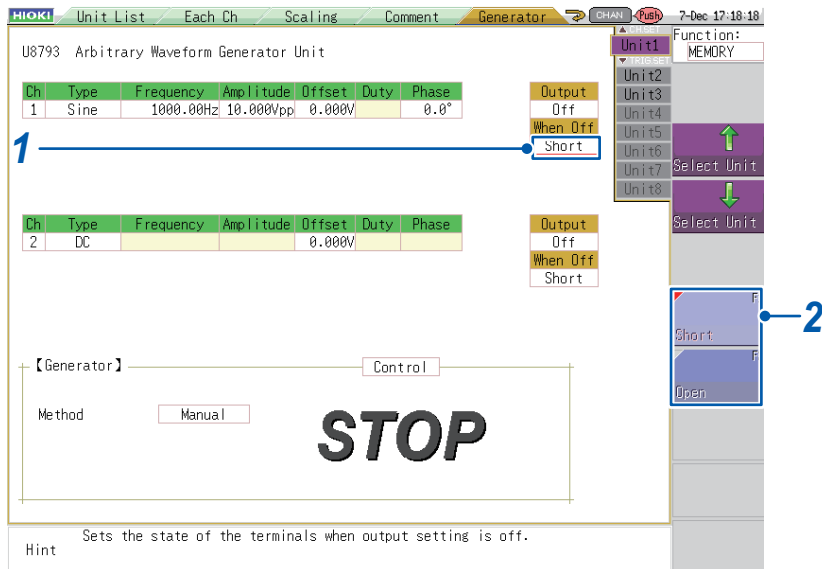 HIOKI Unit List Each Ch Scaling Comment Generator CHAN Push 7-Dec 17:18:18
▲CH.SET
Function:
MEMORY
Unit1
▼TRIG SET
Unit2
Unit3
Unit4
Unit5
Unit6
Unit7
Unit8
U8793 Arbitrary Waveform Generator Unit
Ch Type Frequency Amplitude Offset Duty Phase
1 Sine 1000.00Hz 10.000Vpp 0.000V 0.0°
Output
Off
When Off
Short
1
Select Unit
Select Unit
Ch Type Frequency Amplitude Offset Duty Phase
2 DC 0.000V
Output
Off
When Off
Short
F
Short
F
Open
2
【Generator】 Control
Method Manual
STOP
Hint Sets the state of the terminals when output setting is off.